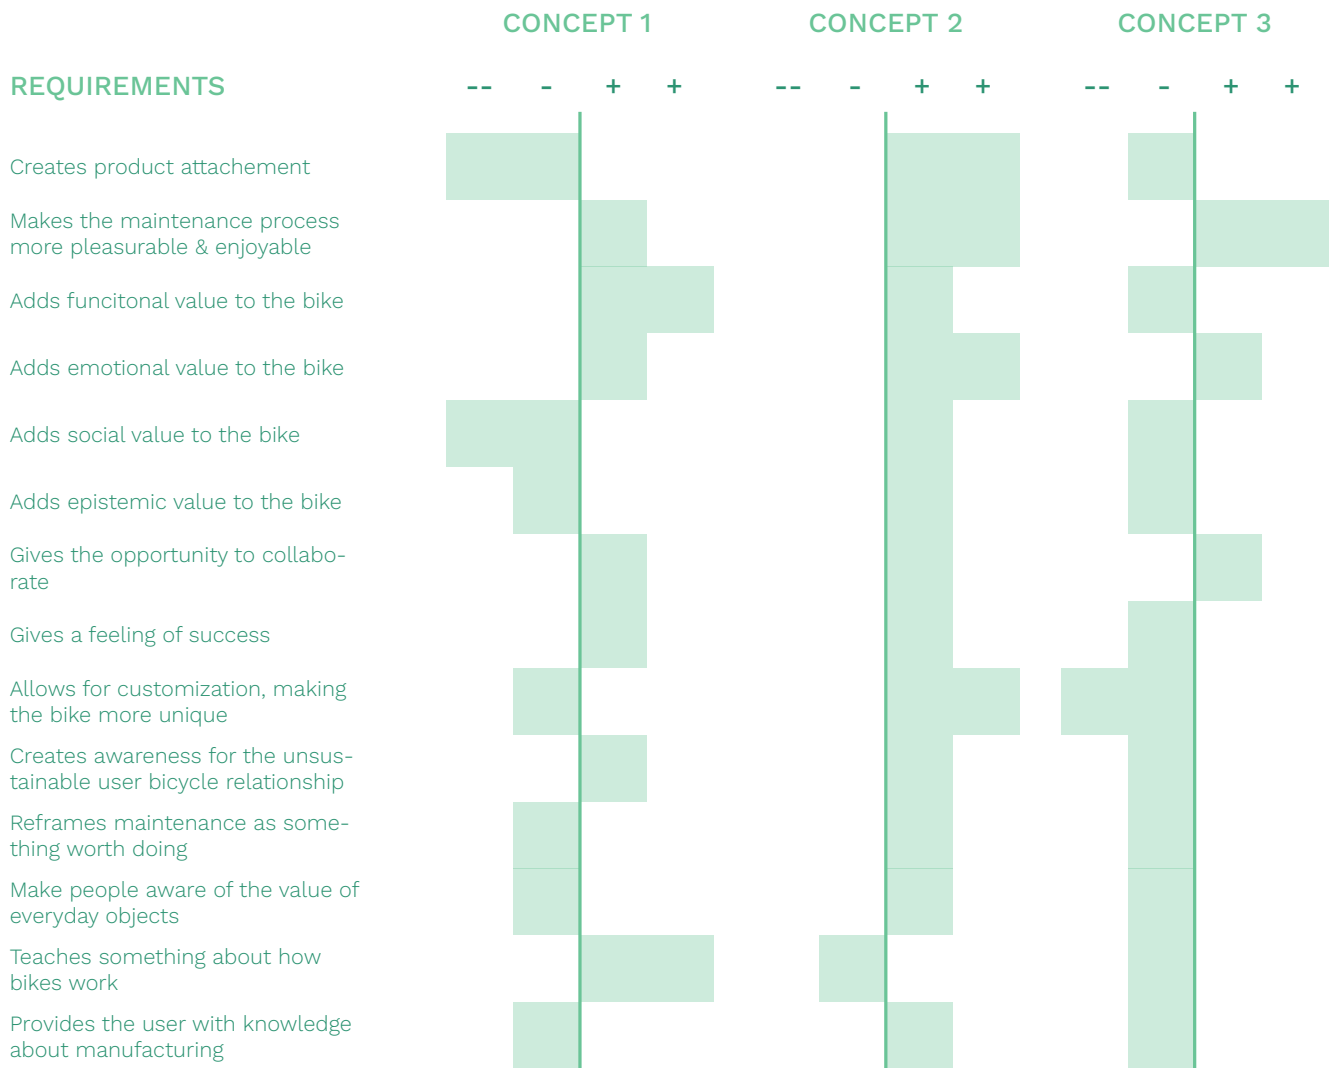 CONCEPT 1 CONCEPT 2 CONCEPT 3
REQUIREMENTS -- - + + -- - + + -- - + +
Creates product attachement
Makes the maintenance process
more pleasurable & enjoyable
Adds funcitonal value to the bike
Adds emotional value to the bike
Adds social value to the bike
Adds epistemic value to the bike
Gives the opportunity to collabo-
rate
Gives a feeling of success
Allows for customization, making
the bike more unique
Creates awareness for the unsus-
tainable user bicycle relationship
Reframes maintenance as some-
thing worth doing
Make people aware of the value of
everyday objects
Teaches something about how
bikes work
Provides the user with knowledge
about manufacturing